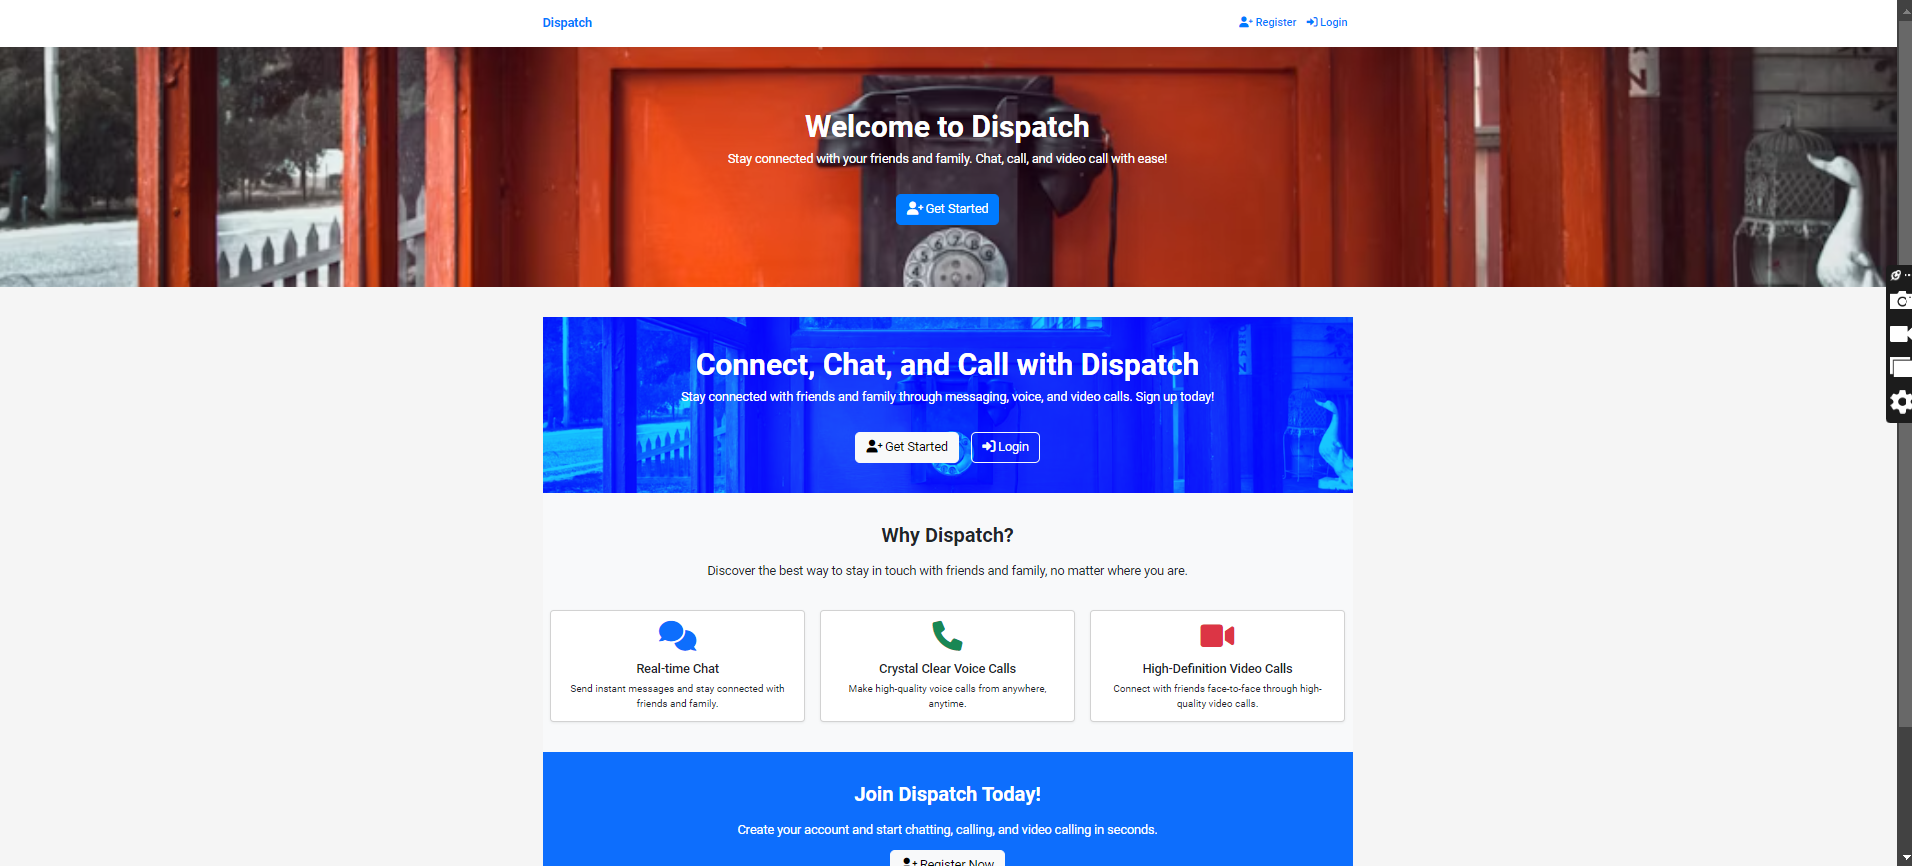 Dispatch
Register
Login
Welcome to Dispatch
Stay connected with your friends and family. Chat, call, and video call with ease!
Get Started
Connect, Chat, and Call with Dispatch
Stay connected with friends and family through messaging, voice, and video calls. Sign up today!
Get Started
Login
Why Dispatch?
Discover the best way to stay in touch with friends and family, no matter where you are.
Real-time Chat
Send instant messages and stay connected with
friends and family.
Crystal Clear Voice Calls
Make high-quality voice calls from anywhere,
anytime.
High-Definition Video Calls
Connect with friends face-to-face through high-
quality video calls.
Join Dispatch Today!
Create your account and start chatting, calling, and video calling in seconds.
Register Now